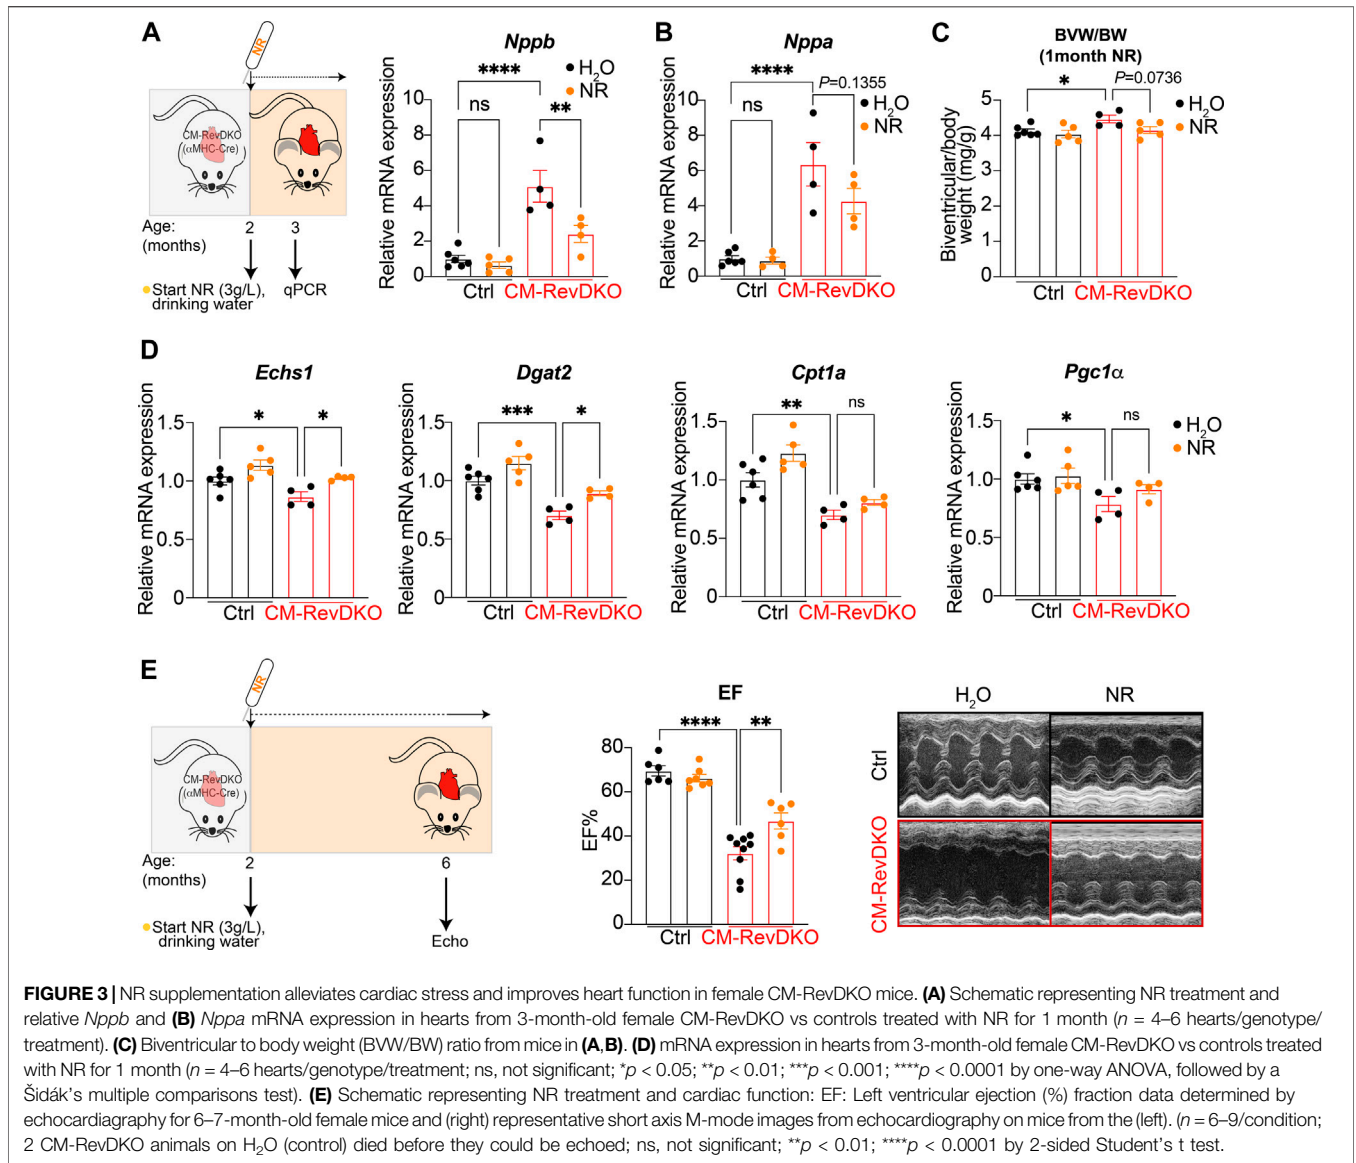 A
NR
CM-RevDKO
(αMHC-Cre)
Age:
(months)
2
3
Start NR (3g/L),
drinking water
qPCR
Nppb
Relative mRNA expression
10
8
6
4
2
0
****
ns
**
H2O
NR
Ctrl
CM-RevDKO
B
Nppa
Relative mRNA expression
10
8
6
4
2
0
****
P=0.1355
ns
H2O
NR
Ctrl
CM-RevDKO
C
BVW/BW
(1month NR)
Biventricular/body
weight (mg/g)
5
4
3
2
1
0
*
P=0.0736
H2O
NR
Ctrl
CM-RevDKO
D
Echs1
Relative mRNA expression
1.5
1.0
0.5
0
*
*
Ctrl
CM-RevDKO
Dgat2
Relative mRNA expression
1.5
1.0
0.5
0
***
*
Ctrl
CM-RevDKO
Cpt1a
Relative mRNA expression
1.5
1.0
0.5
0
**
ns
Ctrl
CM-RevDKO
Pgc1α
Relative mRNA expression
1.5
1.0
0.5
0
*
ns
H2O
NR
Ctrl
CM-RevDKO
E
NR
CM-RevDKO
(αMHC-Cre)
Age:
(months)
2
6
Start NR (3g/L),
drinking water
Echo
EF
EF%
80
60
40
20
0
****
**
Ctrl
CM-RevDKO
H2O
NR
Ctrl
CM-RevDKO
FIGURE 3 | NR supplementation alleviates cardiac stress and improves heart function in female CM-RevDKO mice. (A) Schematic representing NR treatment and
relative Nppb and (B) Nppa mRNA expression in hearts from 3-month-old female CM-RevDKO vs controls treated with NR for 1 month (n = 4–6 hearts/genotype/
treatment). (C) Biventricular to body weight (BVW/BW) ratio from mice in (A,B). (D) mRNA expression in hearts from 3-month-old female CM-RevDKO vs controls treated
with NR for 1 month (n = 4–6 hearts/genotype/treatment; ns, not significant; *p < 0.05; **p < 0.01; ***p < 0.001; ****p < 0.0001 by one-way ANOVA, followed by a
Šidák's multiple comparisons test). (E) Schematic representing NR treatment and cardiac function: EF: Left ventricular ejection (%) fraction data determined by
echocardiagraphy for 6–7-month-old female mice and (right) representative short axis M-mode images from echocardiography on mice from the (left). (n = 6–9/condition;
2 CM-RevDKO animals on H2O (control) died before they could be echoed; ns, not significant; **p < 0.01; ****p < 0.0001 by 2-sided Student's t test.